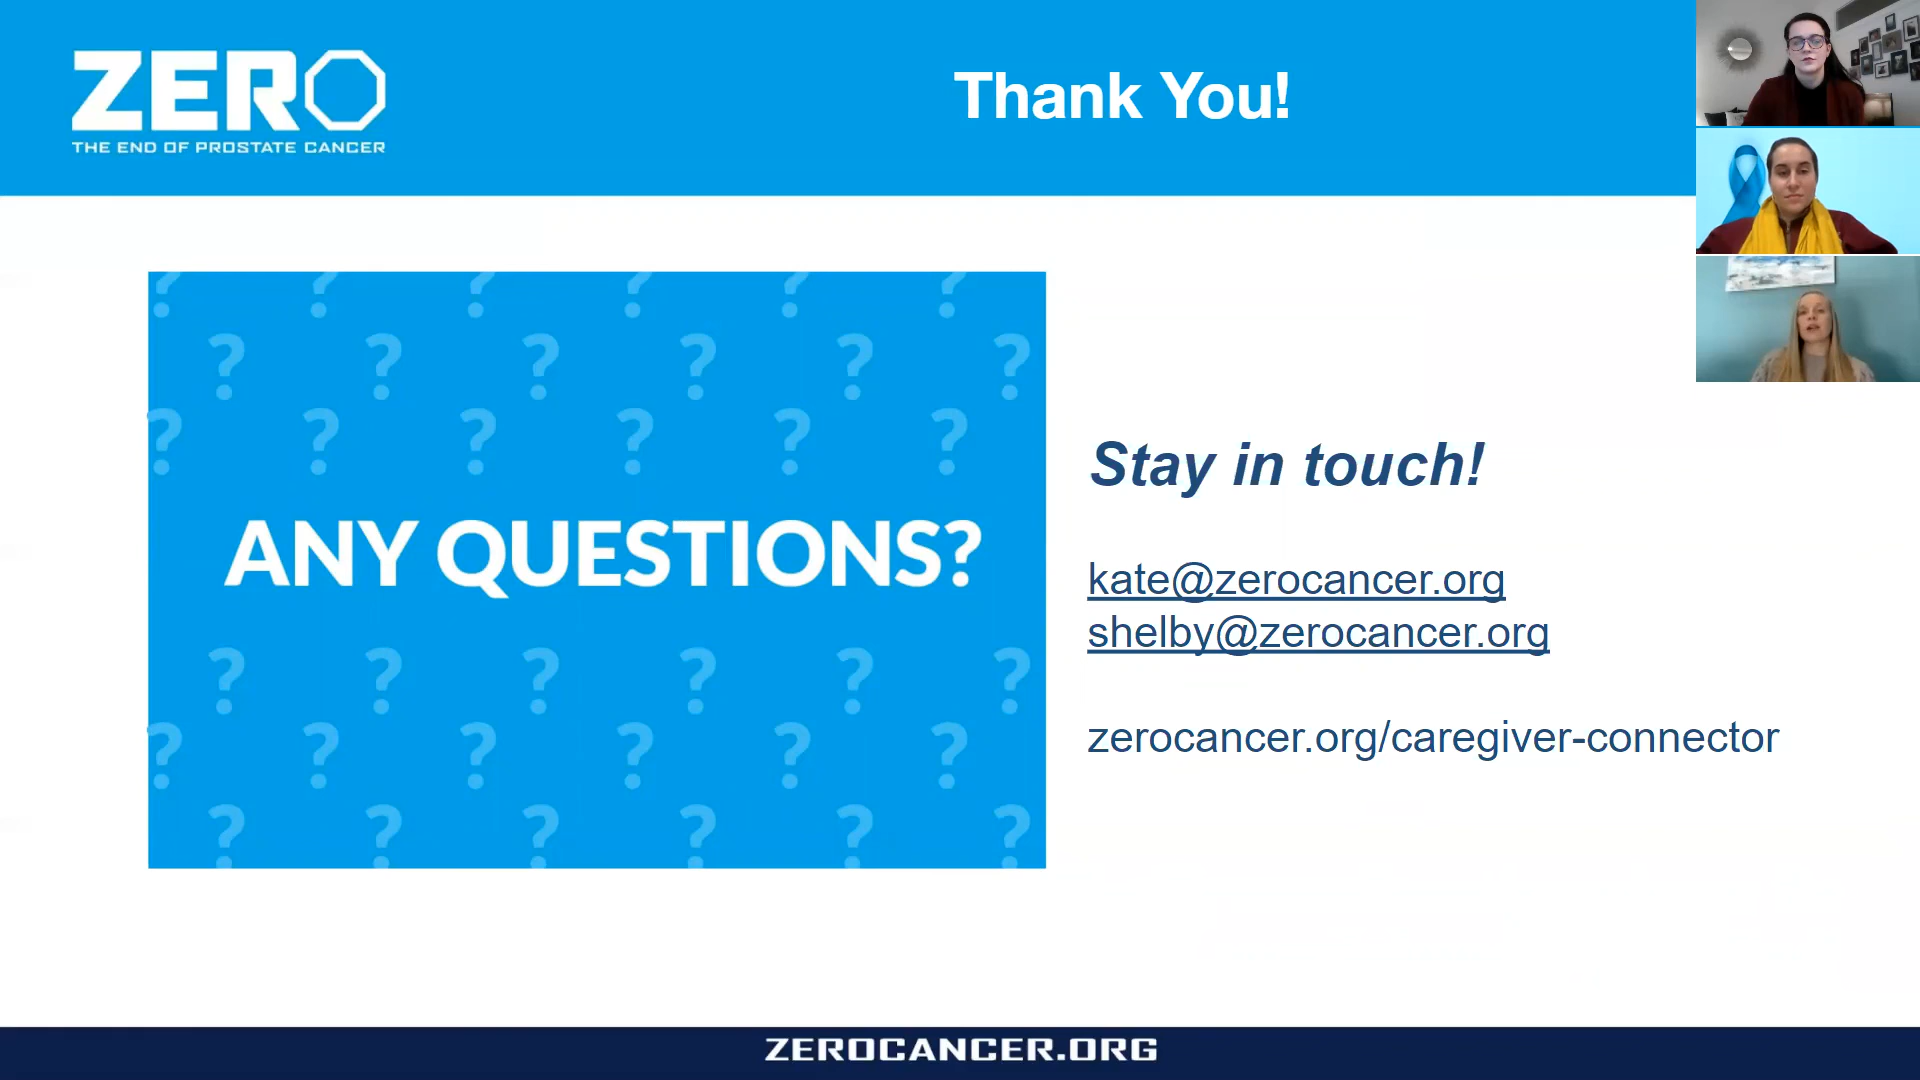 ZERO
THE END OF PROSTATE CANCER
Thank You!
ANY QUESTIONS?
Stay in touch!
kate@zerocancer.org
shelby@zerocancer.org
zerocancer.org/caregiver-connector
ZEROCANCER.ORG